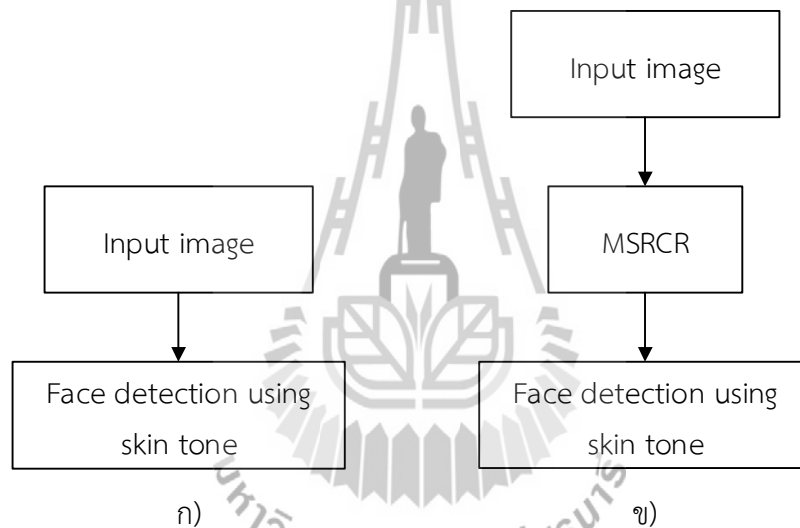 Input image
Face detection using
skin tone
ก)
Input image
MSRCR
Face detection using
skin tone
ข)